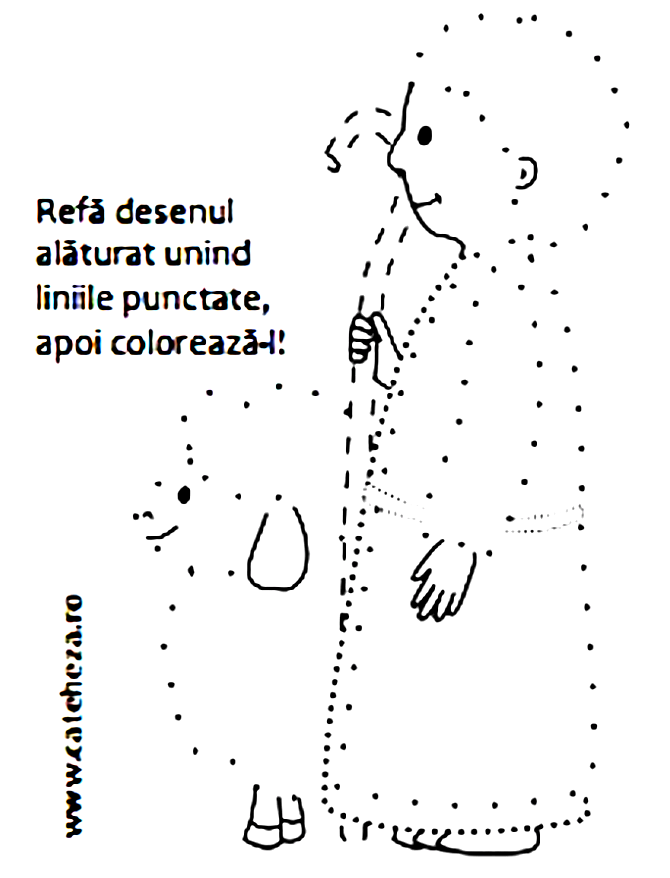 Refă desenul
alăturat unind
liniile punctate,
apoi colorează-l!
www.cateheza.ro